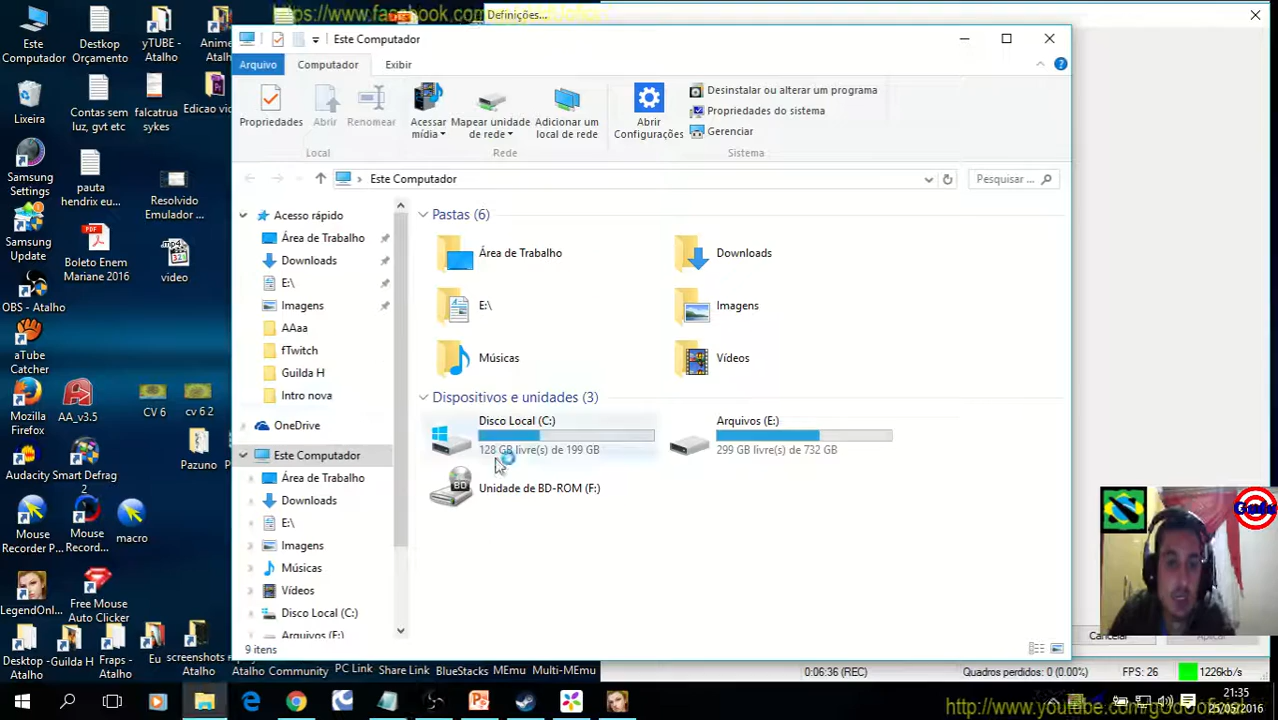 https://www.facebook.com
Definições...
Este Computador
Arquivo
Computador
Exibir
Propriedades
Abrir
Renomear
Acessar mídia
Mapear unidade de rede
Adicionar um local de rede
Abrir Configurações
Desinstalar ou alterar um programa
Propriedades do sistema
Gerenciar
Local
Rede
Sistema
Este Computador
Pesquisar ...
Acesso rápido
Área de Trabalho
Downloads
E:\
Imagens
AAaa
fTwitch
Guilda H
Intro nova
OneDrive
Este Computador
Área de Trabalho
Downloads
E:\
Imagens
Músicas
Vídeos
Disco Local (C:)
Arquivos (E:)
Pastas (6)
Área de Trabalho
Downloads
E:\
Imagens
Músicas
Vídeos
Dispositivos e unidades (3)
Disco Local (C:)
128 GB livre(s) de 199 GB
Arquivos (E:)
299 GB livre(s) de 732 GB
BD
Unidade de BD-ROM (F:)
9 itens
Este Computador
Destkop Orçamento
yTUBE - Atalho
Anime
Atal
Lixeira
Contas sem luz, gvt etc
falcatrua sykes
Edicao vid
Samsung Settings
pauta hendrix eu...
Resolvido Emulador ...
Samsung Update
Boleto Enem Mariane 2016
video
OBS - Atalho
aTube Catcher
Mozilla Firefox
AA_v3.5
CV 6
cv 6 2
Samsung Update
Smart Defrag 2
Pazuno
Mouse Recorder P...
Mouse Record...
macro
LegendOnl...
Free Mouse Auto Clicker
Desktop - Atalho
Guilda H
Fraps - Atalho
Eu
screenshots Atalho
Atalho
Community
PC Link
Share Link
BlueStacks
MEmu
Multi-MEmu
Cancelar
Aplicar
0:06:36 (REC)
Quadros perdidos: 0 (0.00%)
FPS: 26
1226kb/s
21:35
25/05/2016